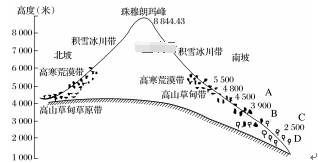 高度(米)
珠穆朗玛峰
8 844.43
8 000
7 000
6 000
5 000
4 000
3 000
2 000
1 000
积雪冰川带
积雪冰川带
北坡
南坡
高寒荒漠带
高寒荒漠带
5 500
4 800
A
高山草甸带
4 500
高山草甸草原带
3 900
B
C
2 500
D